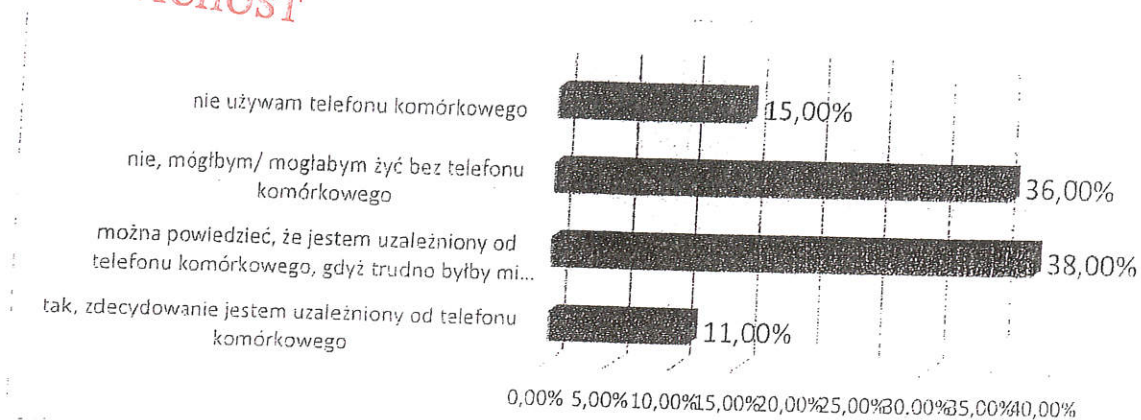 nie używam telefonu komórkowego
15,00%
nie, mógłbym/ mogłabym żyć bez telefonu
komórkowego
36,00%
można powiedzieć, że jestem uzależniony od
telefonu komórkowego, gdyż trudno byłby mi...
38,00%
tak, zdecydowanie jestem uzależniony od telefonu
komórkowego
11,00%
0,00% 5,00% 10,00% 15,00% 20,00% 25,00% 30,00% 35,00% 40,00%